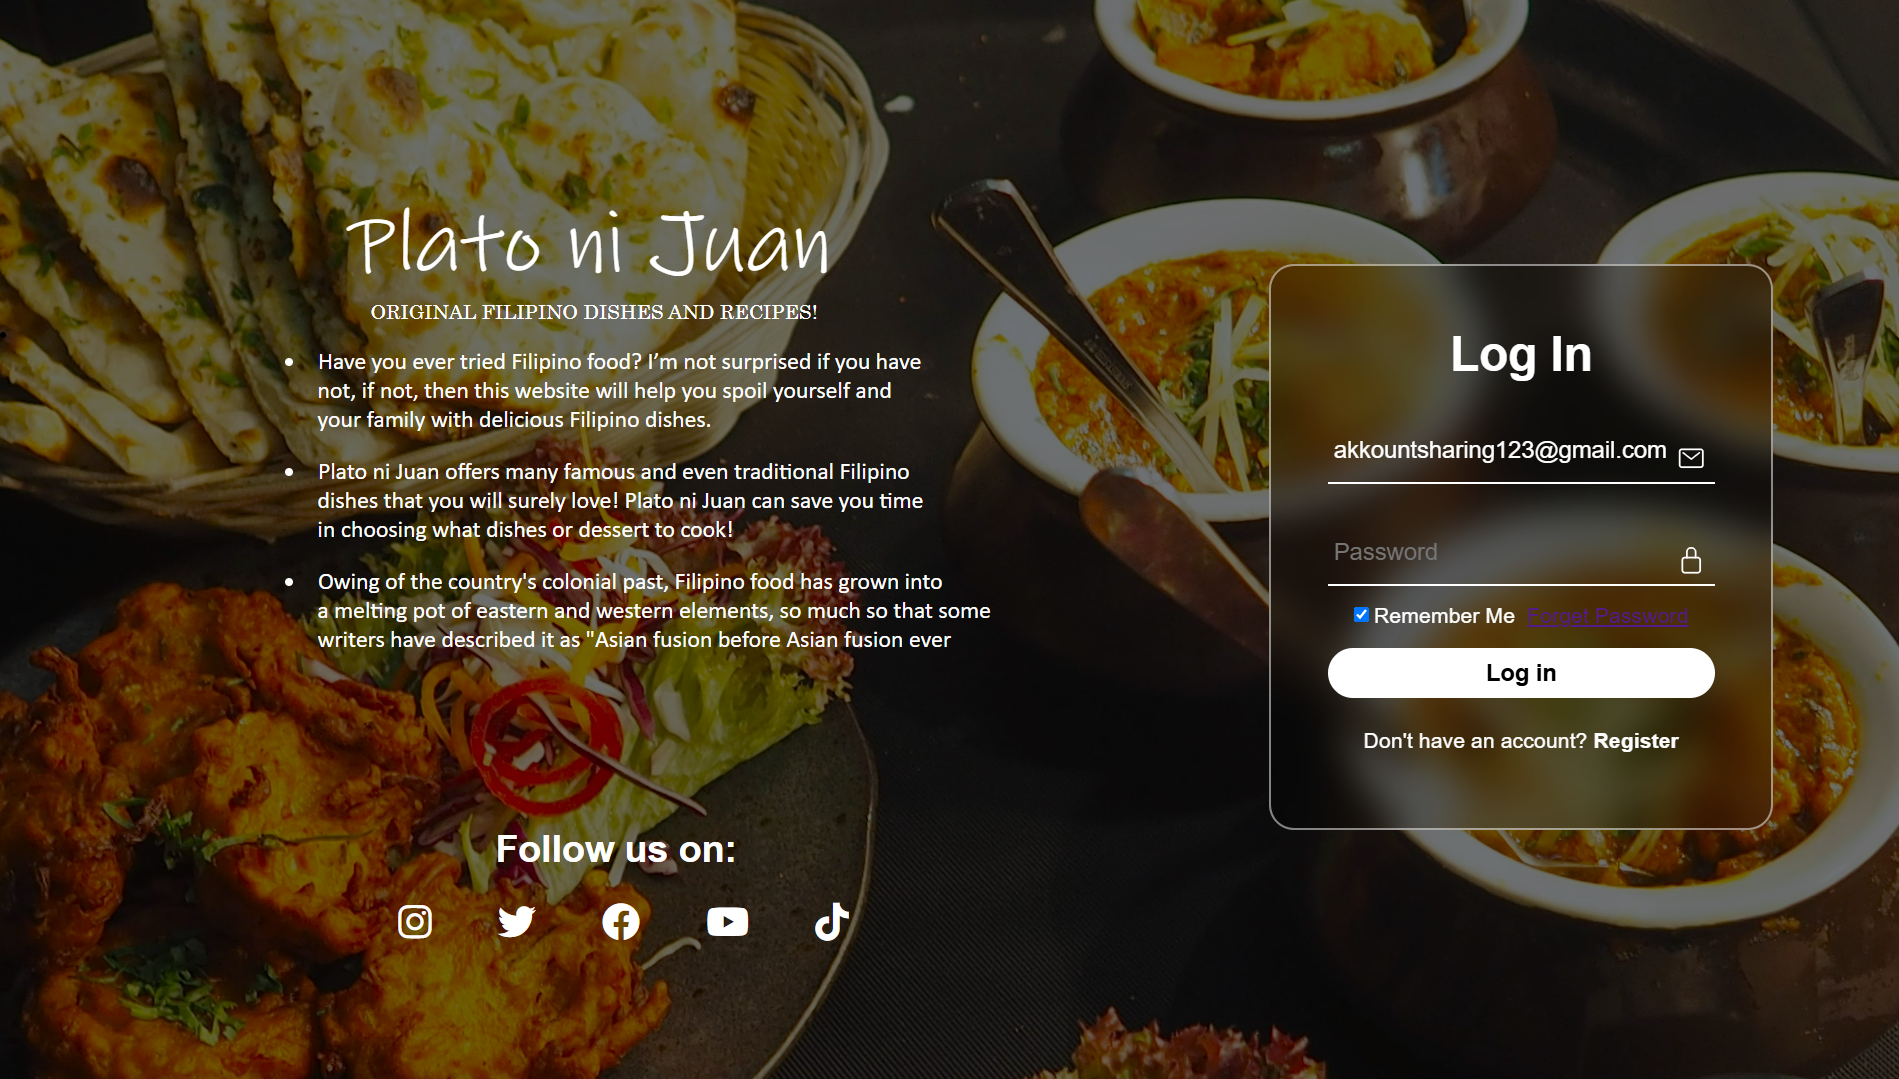 Plato ni Juan
ORIGINAL FILIPINO DISHES AND RECIPES!
• Have you ever tried Filipino food? I’m not surprised if you have
not, if not, then this website will help you spoil yourself and
your family with delicious Filipino dishes.
• Plato ni Juan offers many famous and even traditional Filipino
dishes that you will surely love! Plato ni Juan can save you time
in choosing what dishes or dessert to cook!
• Owing of the country's colonial past, Filipino food has grown into
a melting pot of eastern and western elements, so much so that some
writers have described it as "Asian fusion before Asian fusion ever
Follow us on:
Log In
akkountsharing123@gmail.com
Password
Remember Me Forget Password
Log in
Don't have an account? Register